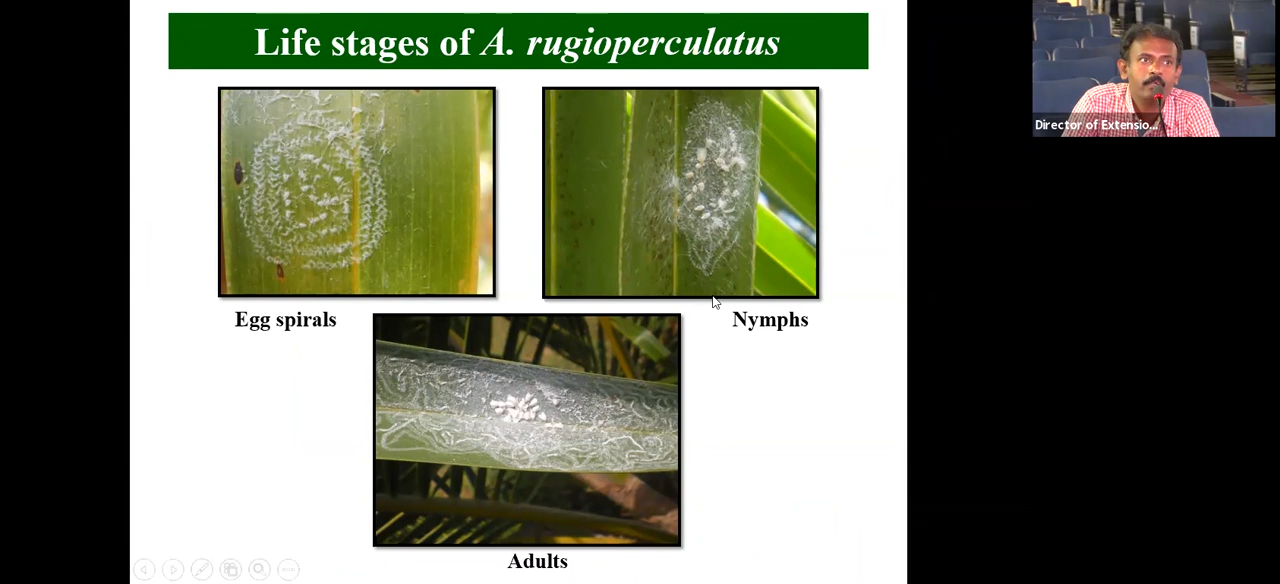 Life stages of A. rugioperculatus
Director of Extensio...
Egg spirals
Nymphs
Adults